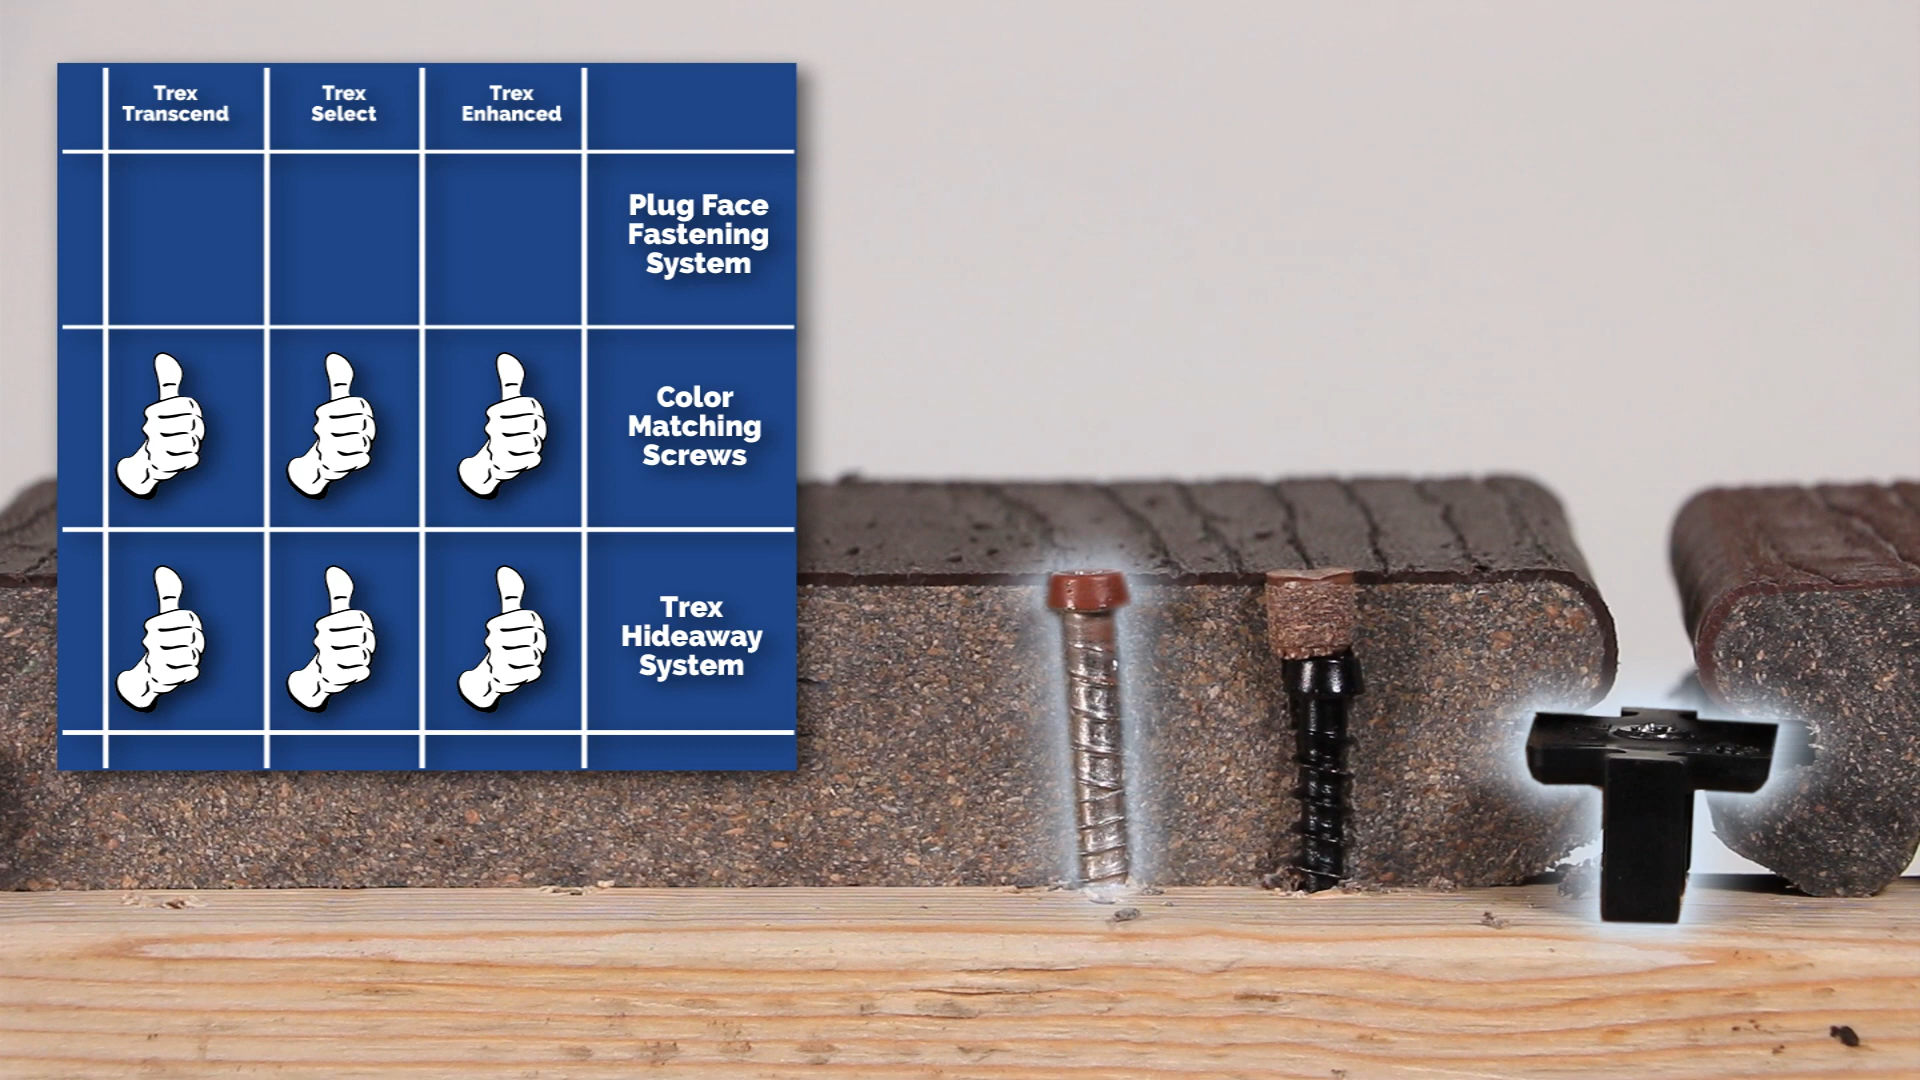 Trex
Transcend
Trex
Select
Trex
Enhanced
Plug Face
Fastening
System
Color
Matching
Screws
Trex
Hideaway
System